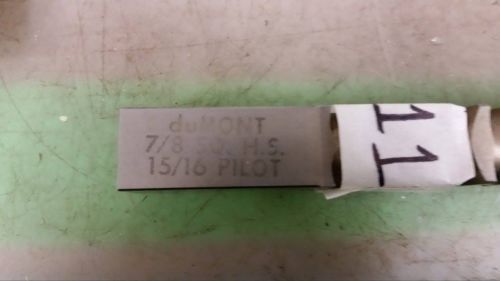 duMONT
7/8 SQ. H.S.
15/16 PILOT
11